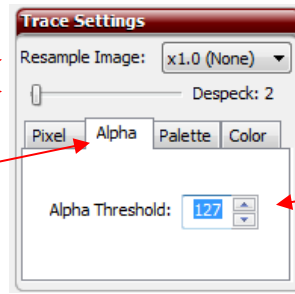 Trace Settings
Resample Image: x1.0 (None)
Despeck: 2
Pixel Alpha Palette Color
Alpha Threshold: 127